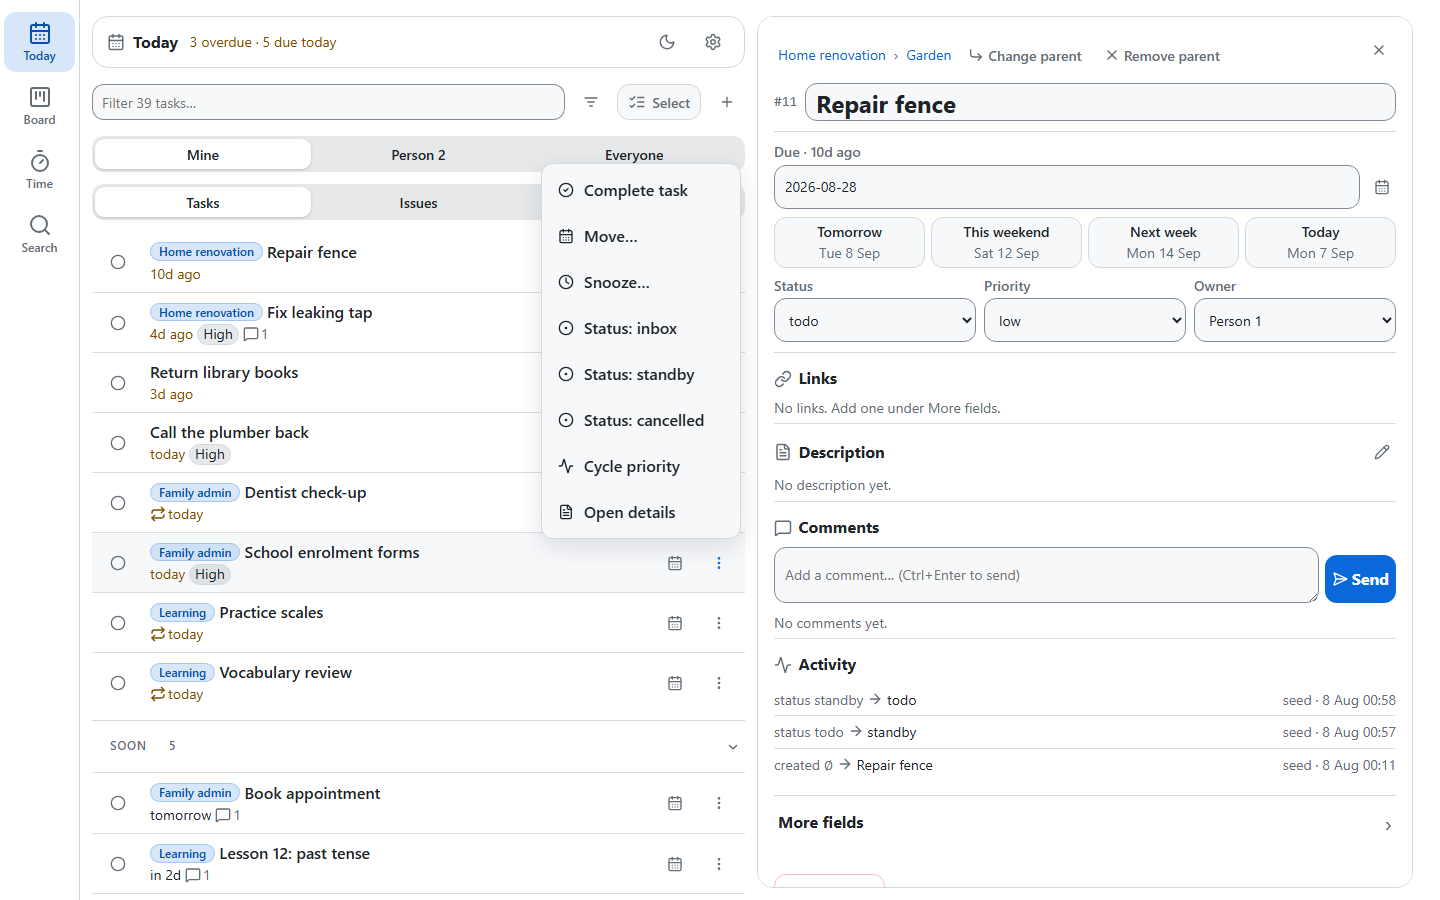 Today
Board
Time
Search
Today 3 overdue · 5 due today
Filter 39 tasks...
Select
Mine Person 2 Everyone
Tasks Issues
Home renovation Repair fence
10d ago
Home renovation Fix leaking tap
4d ago High 1
Return library books
3d ago
Call the plumber back
today High
Family admin Dentist check-up
today
Family admin School enrolment forms
today High
Learning Practice scales
today
Learning Vocabulary review
today
SOON 5
Family admin Book appointment
tomorrow 1
Learning Lesson 12: past tense
in 2d 1
Complete task
Move...
Snooze...
Status: inbox
Status: standby
Status: cancelled
Cycle priority
Open details
Home renovation › Garden Change parent Remove parent
#11 Repair fence
Due · 10d ago
2026-08-28
Tomorrow
Tue 8 Sep
This weekend
Sat 12 Sep
Next week
Mon 14 Sep
Today
Mon 7 Sep
Status Priority Owner
todo low Person 1
Links
No links. Add one under More fields.
Description
No description yet.
Comments
Add a comment... (Ctrl+Enter to send)
Send
No comments yet.
Activity
status standby → todo seed · 8 Aug 00:58
status todo → standby seed · 8 Aug 00:57
created ∅ → Repair fence seed · 8 Aug 00:11
More fields